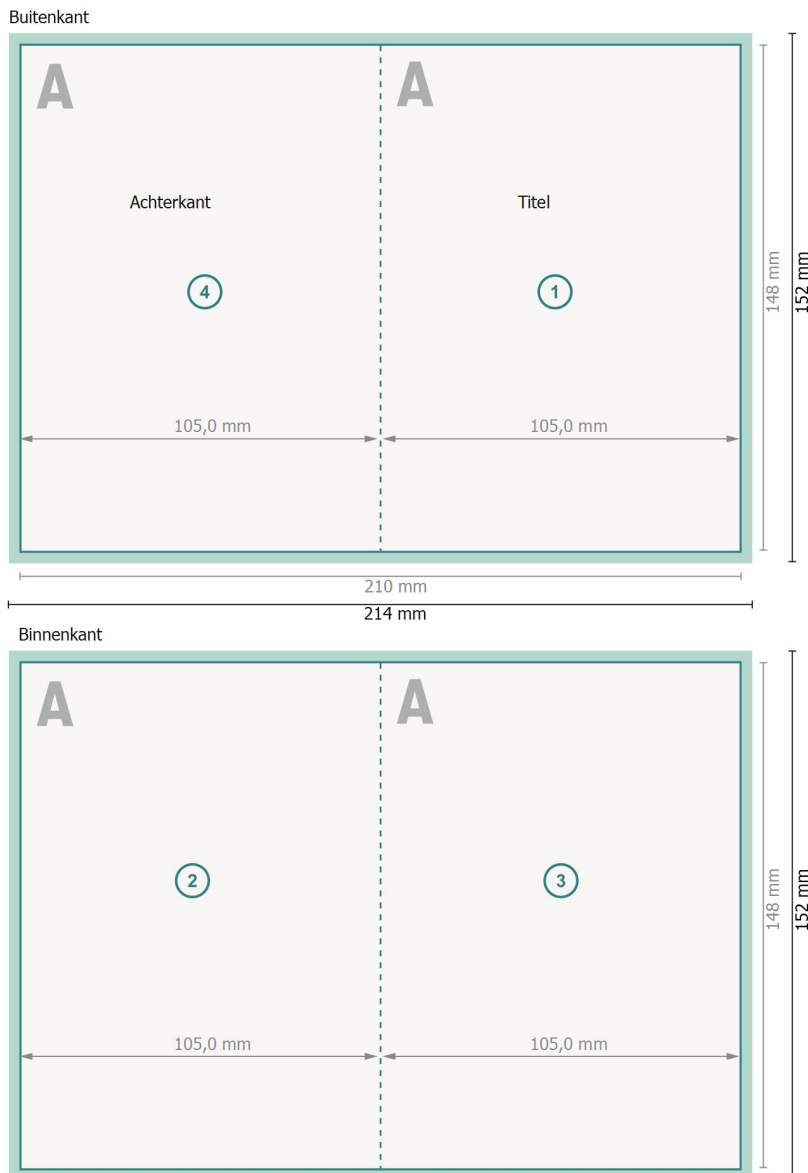 Buitenkant
A A
Achterkant Titel
4 1
148 mm
152 mm
105,0 mm 105,0 mm
210 mm
214 mm
Binnenkant
A A
2 3
148 mm
152 mm
105,0 mm 105,0 mm